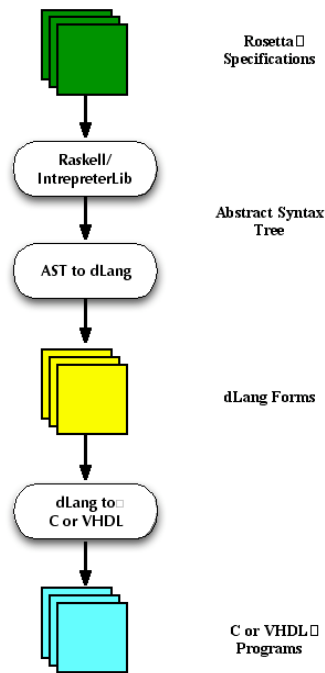 Rosetta□
Specifications
Raskell/
IntrepreterLib
Abstract Syntax
Tree
AST to dLang
dLang Forms
dLang to□
C or VHDL
C or VHDL□
Programs